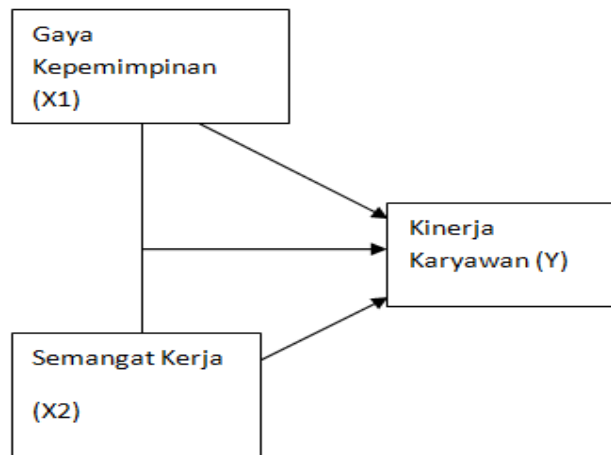 Gaya
Kepemimpinan
(X1)
Kinerja
Karyawan (Y)
Semangat Kerja
(X2)